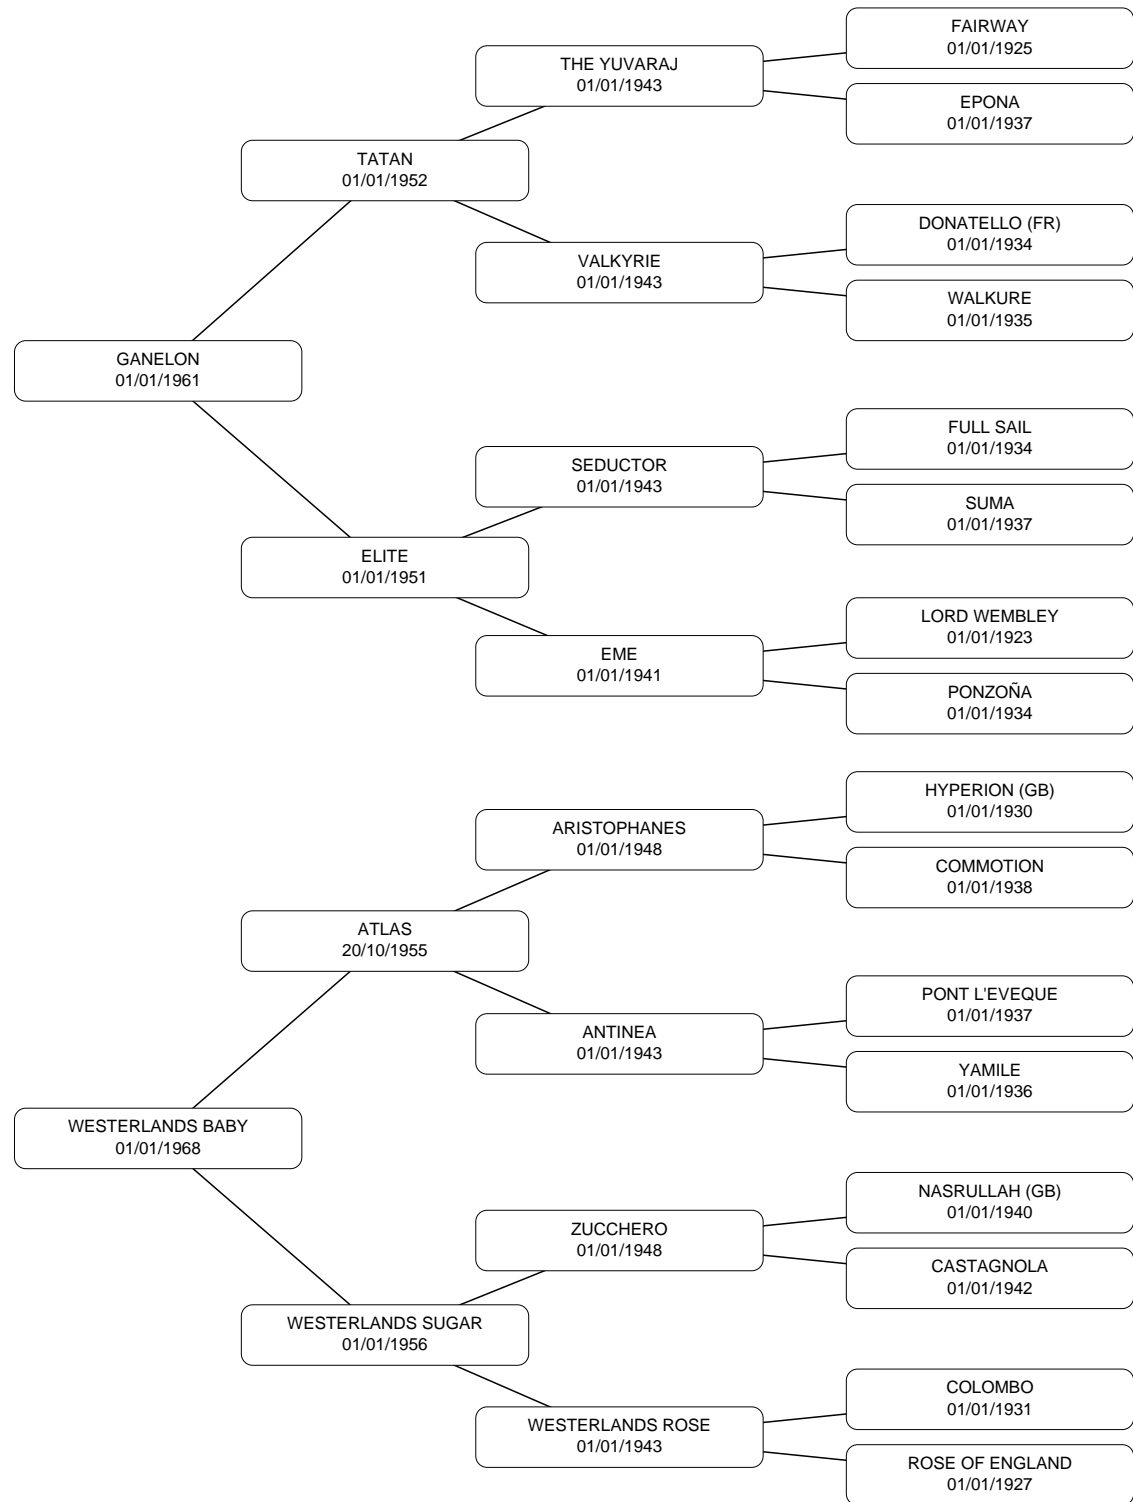 FAIRWAY
01/01/1925
THE YUVARAJ
01/01/1943
EPONA
01/01/1937
TATAN
01/01/1952
DONATELLO (FR)
01/01/1934
VALKYRIE
01/01/1943
WALKURE
01/01/1935
GANELON
01/01/1961
FULL SAIL
01/01/1934
SEDUCTOR
01/01/1943
SUMA
01/01/1937
ELITE
01/01/1951
LORD WEMBLEY
01/01/1923
EME
01/01/1941
PONZOÑA
01/01/1934
HYPERION (GB)
01/01/1930
ARISTOPHANES
01/01/1948
COMMOTION
01/01/1938
ATLAS
20/10/1955
PONT L'EVEQUE
01/01/1937
ANTINEA
01/01/1943
YAMILE
01/01/1936
WESTERLANDS BABY
01/01/1968
NASRULLAH (GB)
01/01/1940
ZUCCHERO
01/01/1948
CASTAGNOLA
01/01/1942
WESTERLANDS SUGAR
01/01/1956
COLOMBO
01/01/1931
WESTERLANDS ROSE
01/01/1943
ROSE OF ENGLAND
01/01/1927